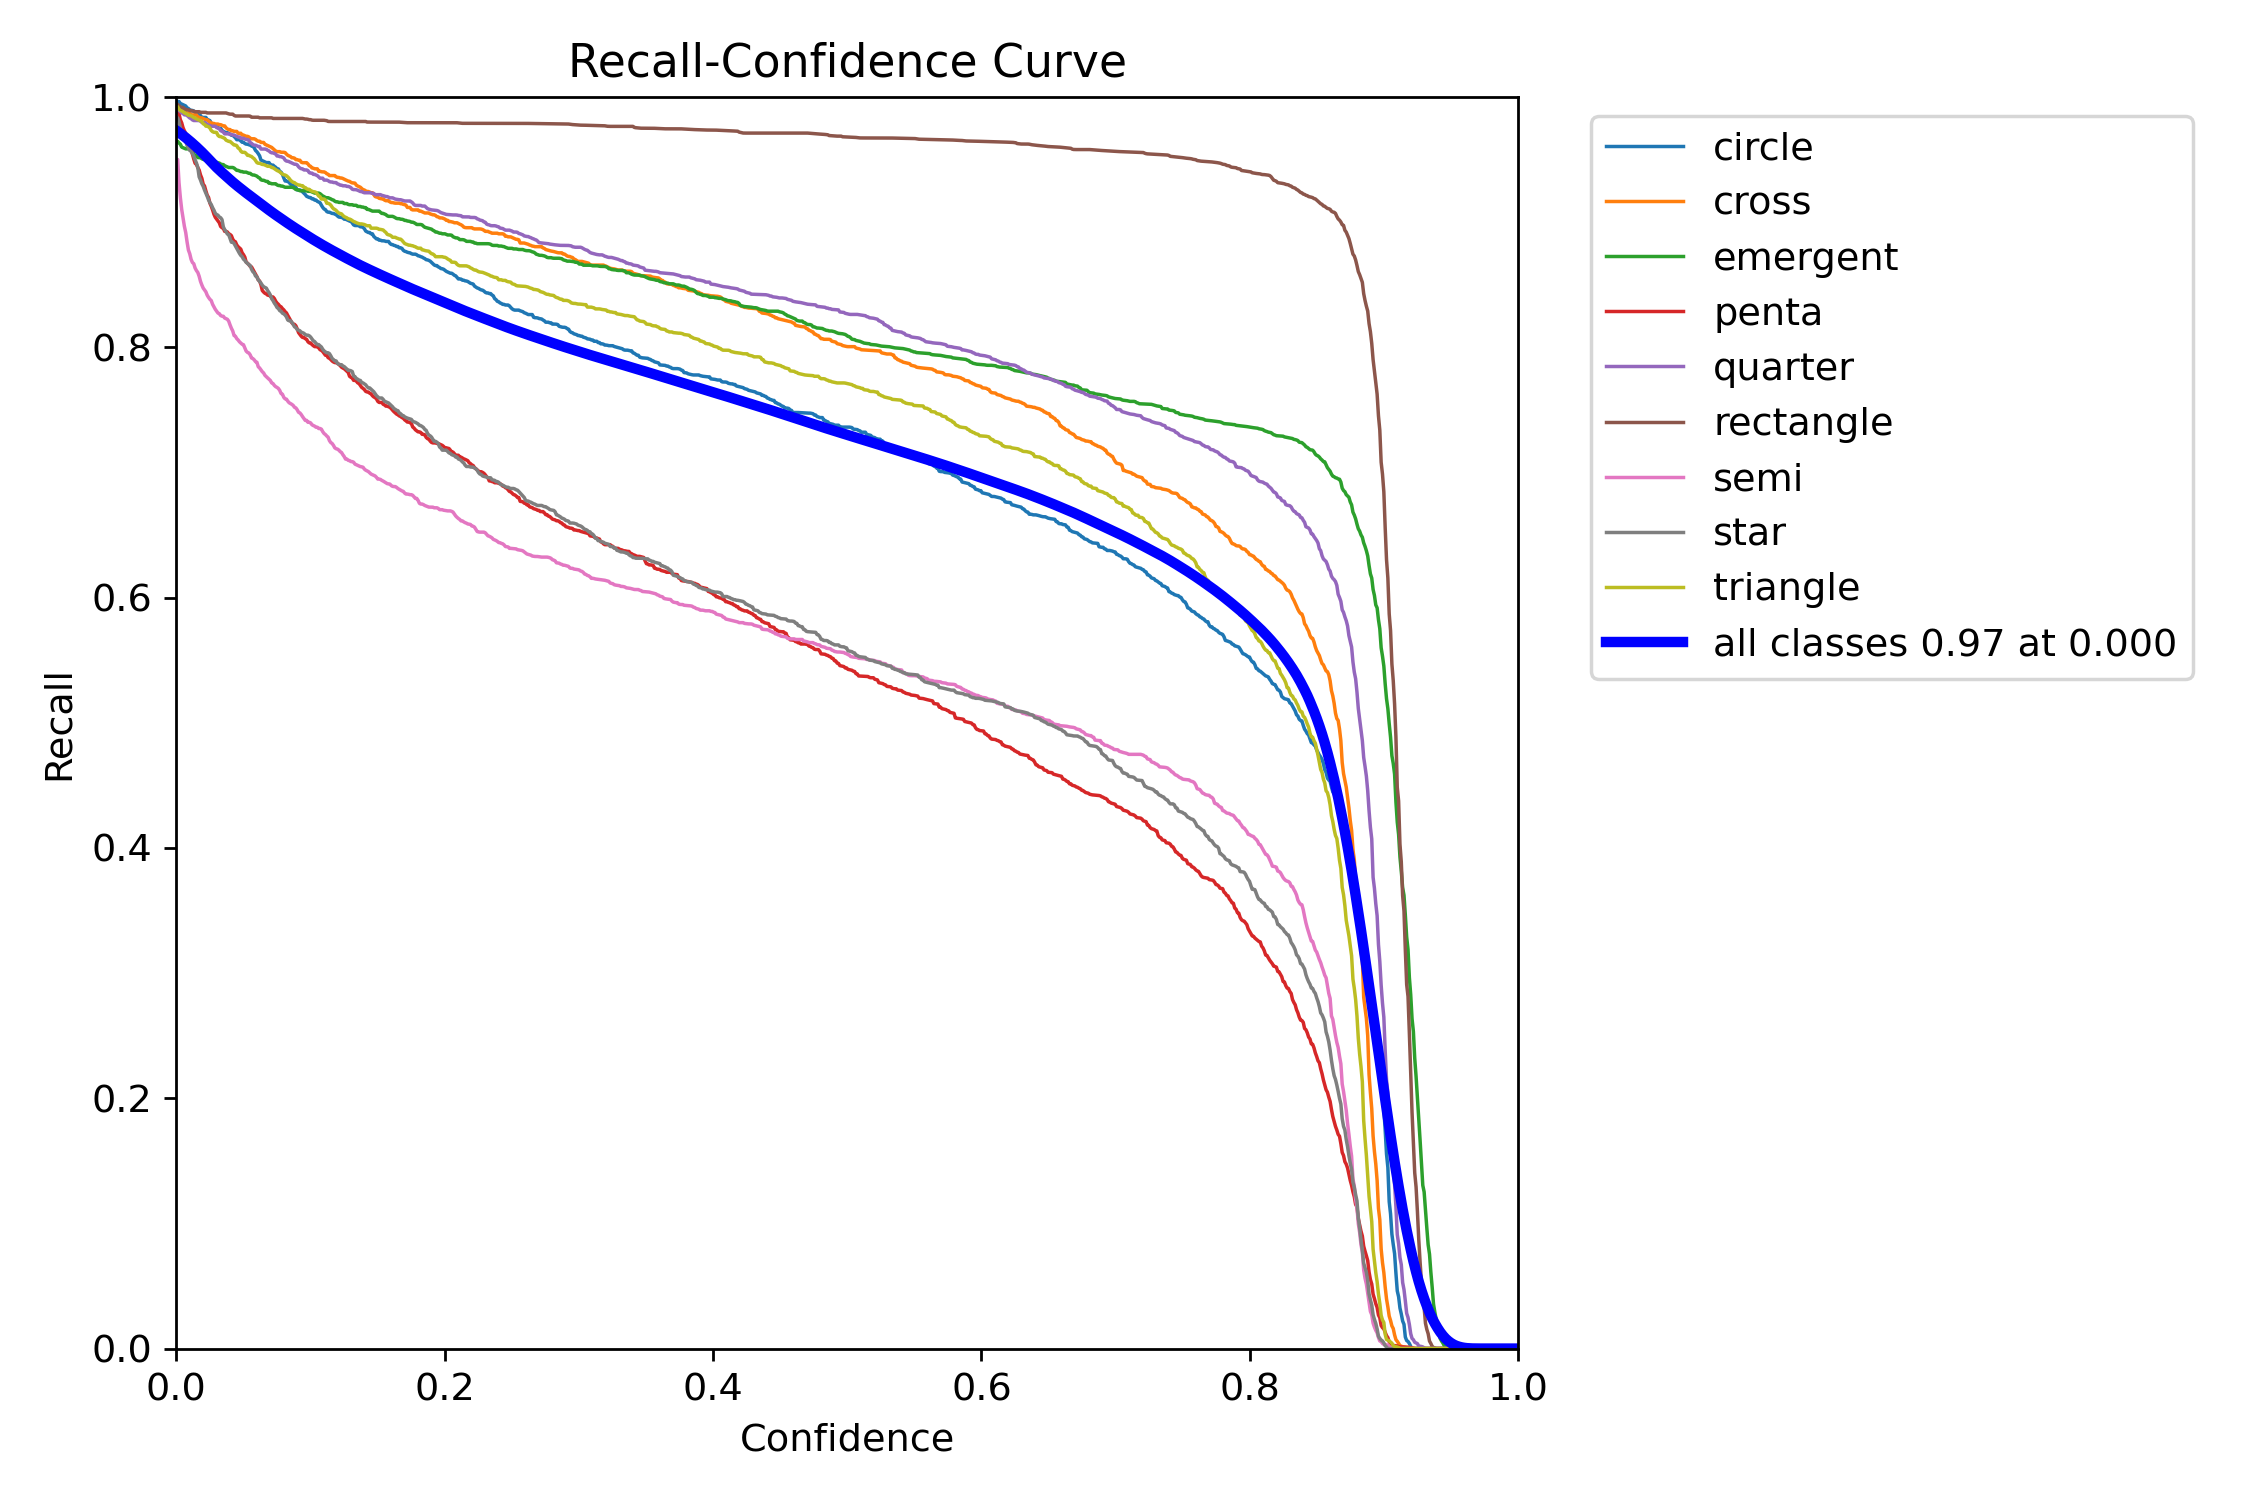 Recall-Confidence Curve
1.0
0.8
0.6
0.4
0.2
0.0
Recall
0.0 0.2 0.4 0.6 0.8 1.0
Confidence
circle
cross
emergent
penta
quarter
rectangle
semi
star
triangle
all classes 0.97 at 0.000